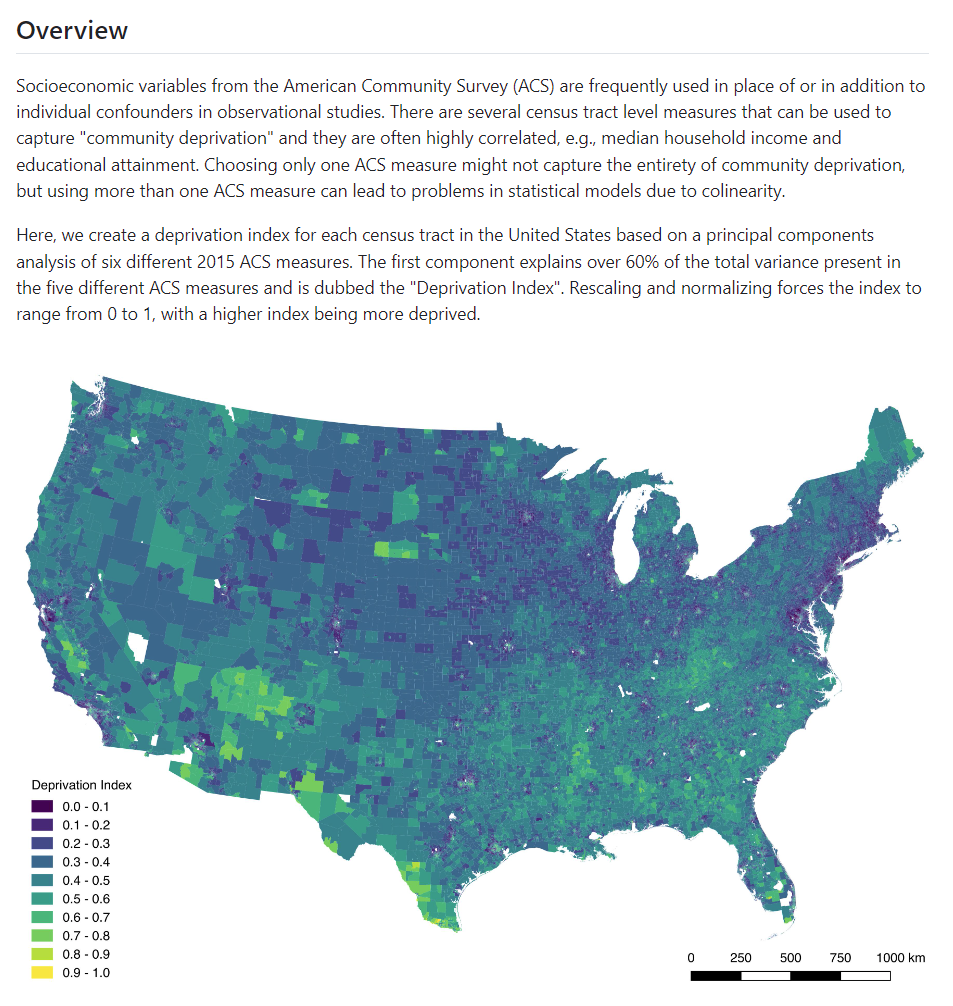 Overview
Socioeconomic variables from the American Community Survey (ACS) are frequently used in place of or in addition to
individual confounders in observational studies. There are several census tract level measures that can be used to
capture "community deprivation" and they are often highly correlated, e.g., median household income and
educational attainment. Choosing only one ACS measure might not capture the entirety of community deprivation,
but using more than one ACS measure can lead to problems in statistical models due to colinearity.
Here, we create a deprivation index for each census tract in the United States based on a principal components
analysis of six different 2015 ACS measures. The first component explains over 60% of the total variance present in
the five different ACS measures and is dubbed the "Deprivation Index". Rescaling and normalizing forces the index to
range from 0 to 1, with a higher index being more deprived.
Deprivation Index
0.0 - 0.1
0.1 - 0.2
0.2 - 0.3
0.3 - 0.4
0.4 - 0.5
0.5 - 0.6
0.6 - 0.7
0.7 - 0.8
0.8 - 0.9
0.9 - 1.0
0 250 500 750 1000 km